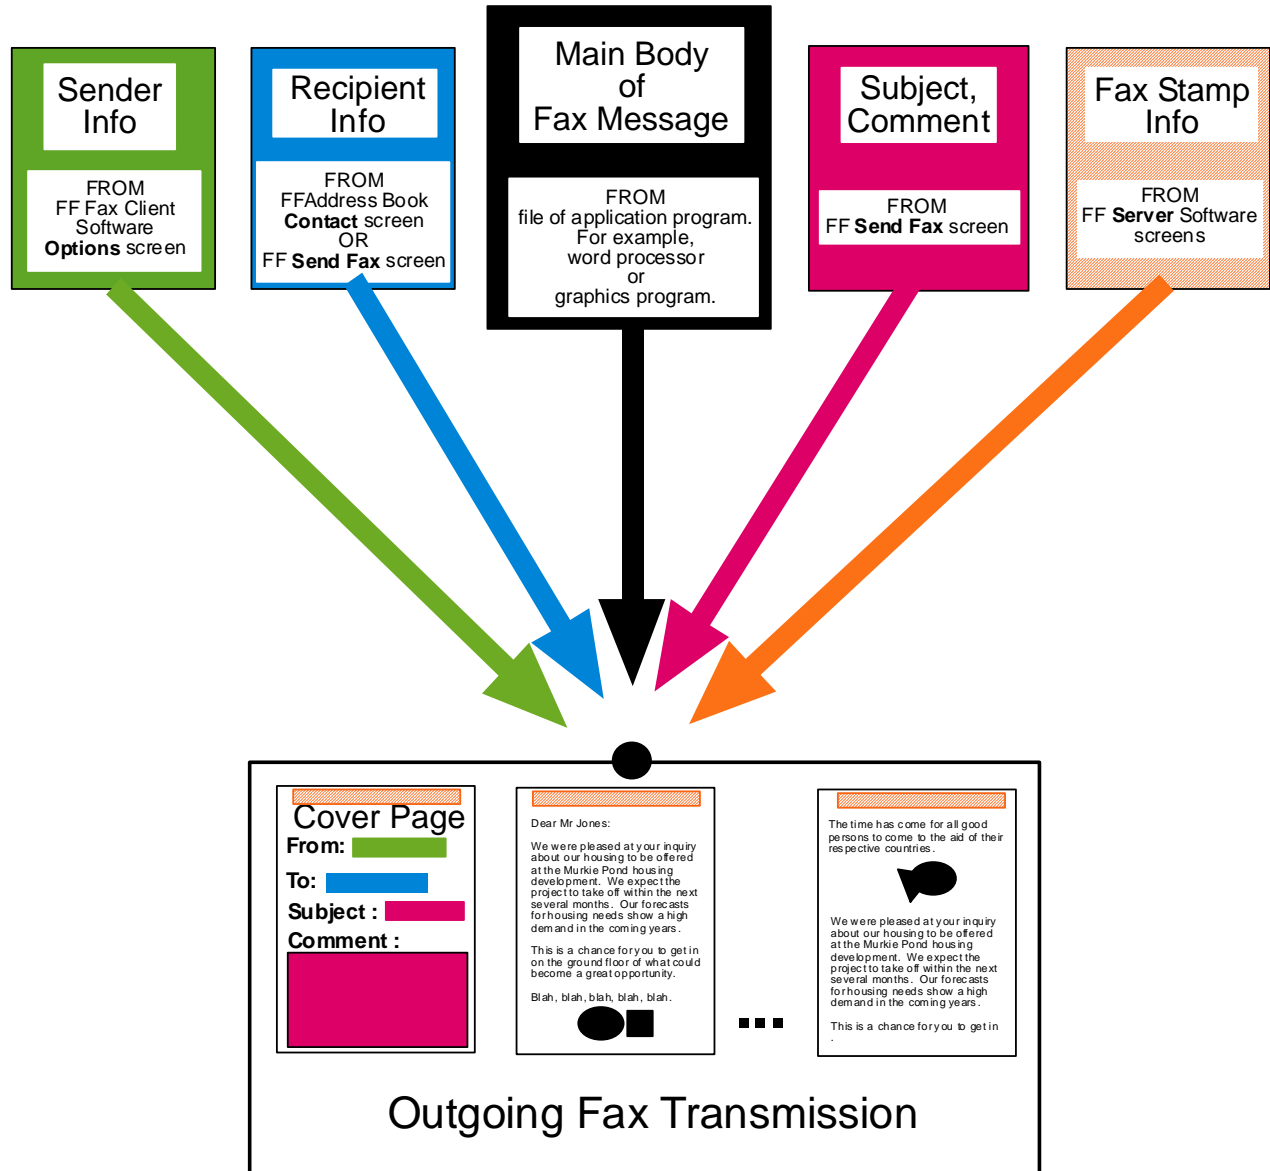 Sender
Info
FROM
FF Fax Client
Software
Options screen
Recipient
Info
FROM
FFAddress Book
Contact screen
OR
FF Send Fax screen
Main Body
of
Fax Message
FROM
file of application program.
For example,
word processor
or
graphics program.
Subject,
Comment
FROM
FF Send Fax screen
Fax Stamp
Info
FROM
FF Server Software
screens
Cover Page
From:
To:
Subject :
Comment :
Dear Mr Jones:
We were pleased at your inquiry
about our housing to be offered
at the Murkie Pond housing
development. We expect the
project to take off within the next
several months. Our forecasts
for housing needs show a high
demand in the coming years.
This is a chance for you to get in
on the ground floor of what could
become a great opportunity.
Blah, blah, blah, blah, blah.
The time has come for all good
persons to come to the aid of their
respective countries.
We were pleased at your inquiry
about our housing to be offered
at the Murkie Pond housing
development. We expect the
project to take off within the next
several months. Our forecasts
for housing needs show a high
demand in the coming years.
This is a chance for you to get in
.
Outgoing Fax Transmission